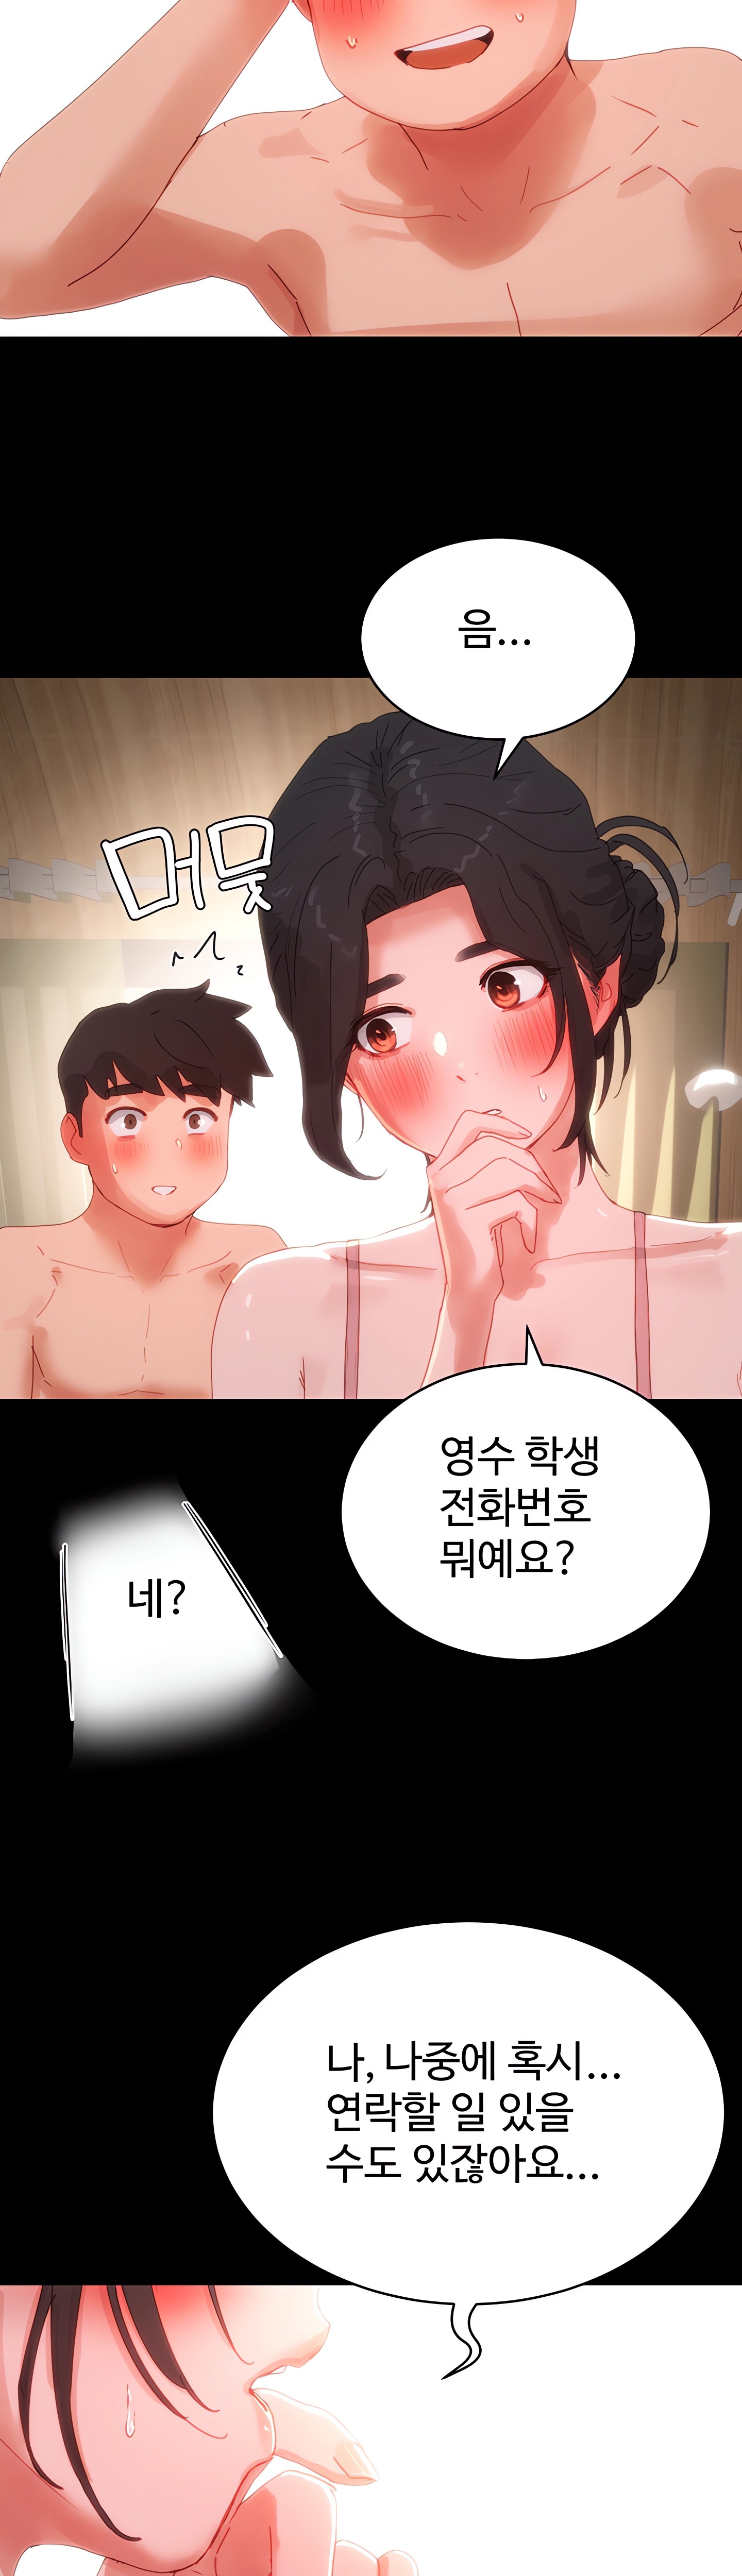 음...
머뭇
영수 학생
전화번호
뭐예요?
네?
나, 나중에 혹시...
연락할 일 있을
수도 있잖아요...